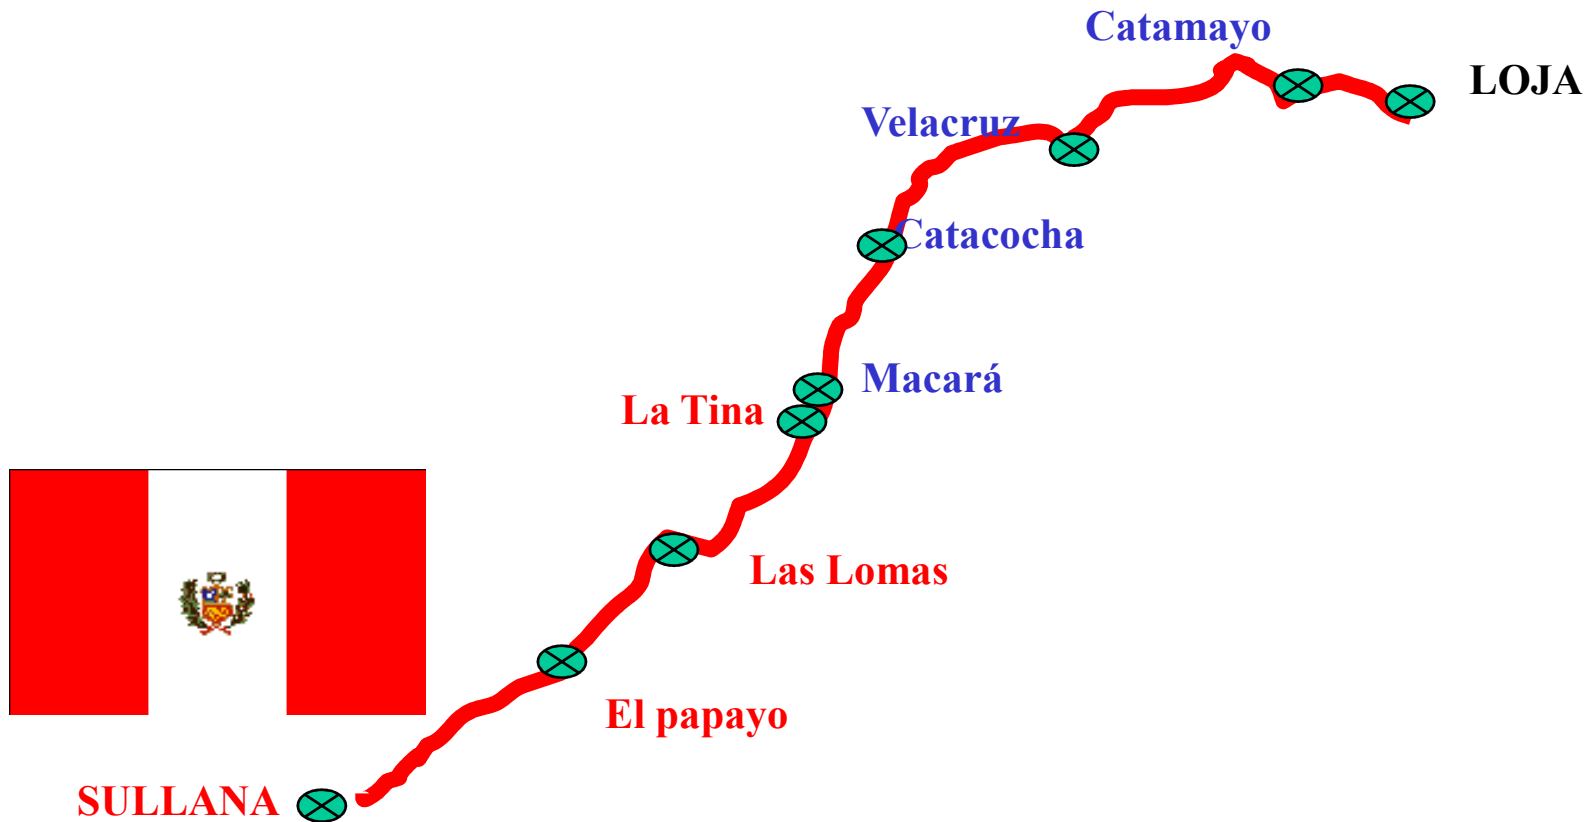 Catamayo
LOJA
Velacruz
Catacocha
Macará
La Tina
Las Lomas
El papayo
SULLANA